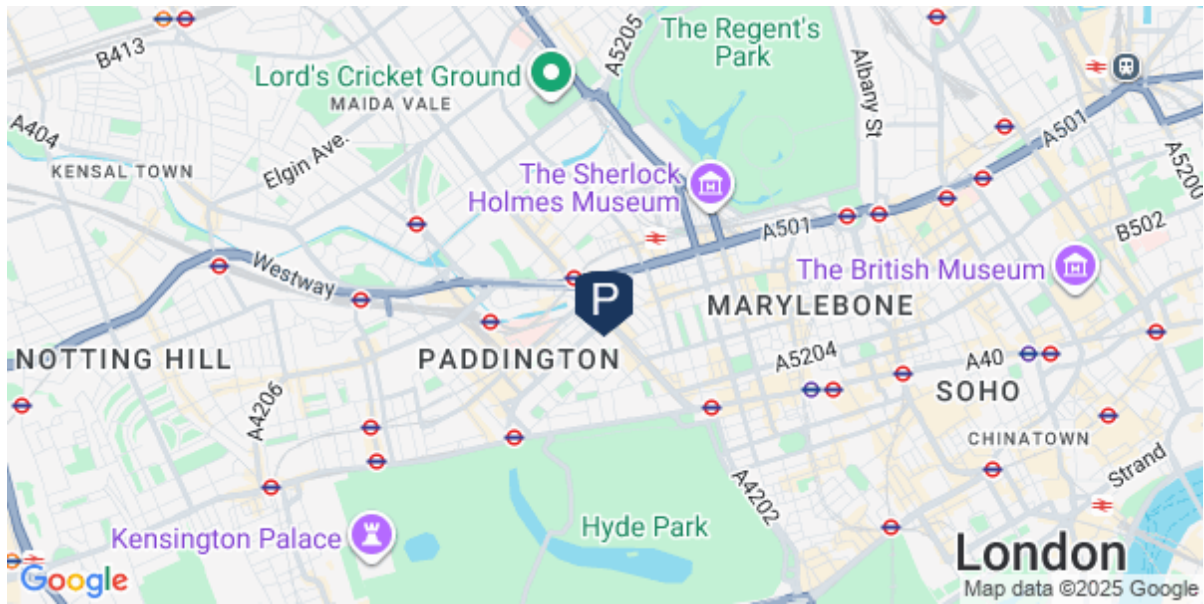 B413
A5205
The Regent's
Park
Lord's Cricket Ground
MAIDA VALE
Albany St
A404
Elgin Ave.
A501
KENSAL TOWN
A5200
The Sherlock
Holmes Museum
A501
B502
Westway
The British Museum
P
MARYLEBONE
NOTTING HILL
PADDINGTON
A5204
A40
SOHO
A4206
CHINATOWN
Strand
A4202
Hyde Park
Kensington Palace
London
Google
Map data ©2025 Google